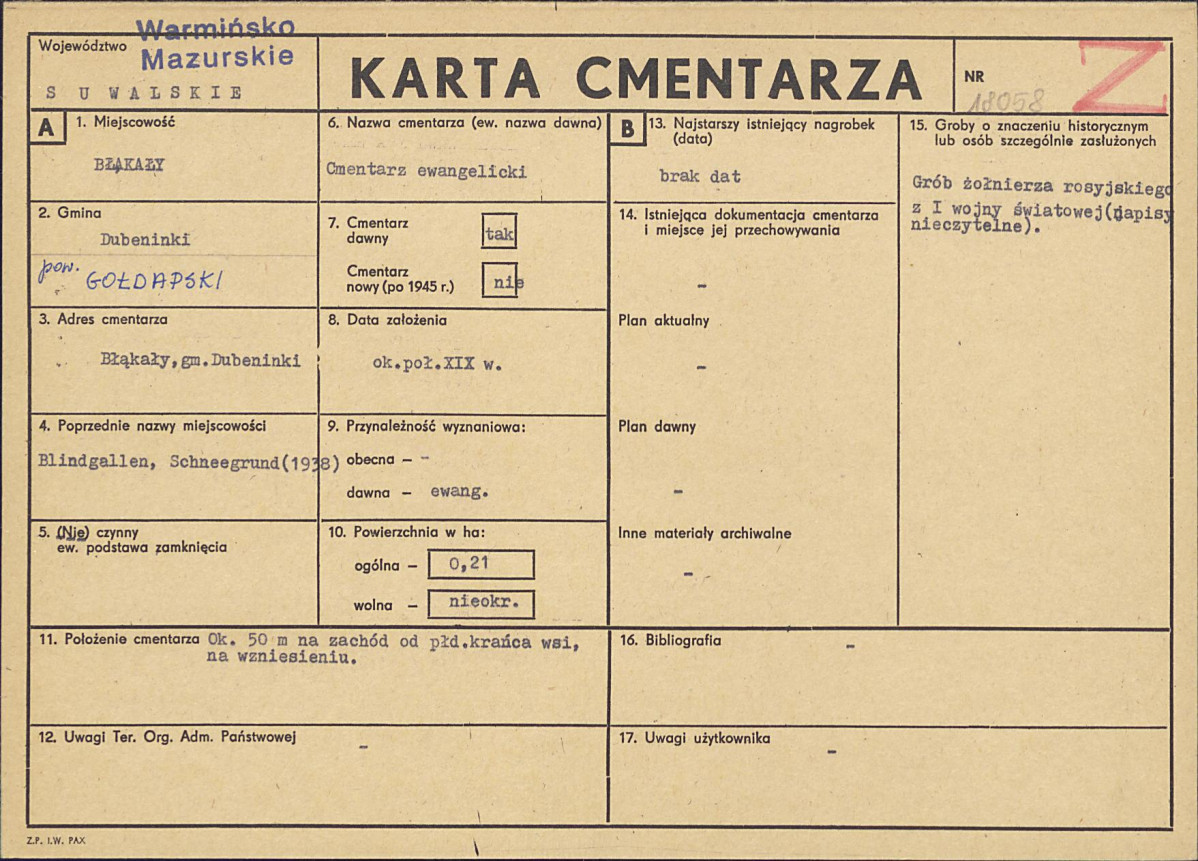 Województwo
Warmińsko
Mazurskie
SUWALSKIE
KARTA CMENTARZA
NR
18058
Z
A
1. Miejscowość
BŁĄKAŁY
2. Gmina
Dubeninki
pow. GOŁDAPSKI
3. Adres cmentarza
Błąkały,gm.Dubeninki
4. Poprzednie nazwy miejscowości
Blindgallen, Schneegrund(1938)
5. (Nie) czynny
ew. podstawa zamknięcia
6. Nazwa cmentarza (ew. nazwa dawna)
Cmentarz ewangelicki
7. Cmentarz
dawny
tak
Cmentarz
nowy (po 1945 r.)
nie
8. Data założenia
ok.poł.XIX w.
9. Przynależność wyznaniowa:
obecna – -
dawna – ewang.
10. Powierzchnia w ha:
ogólna – 0,21
wolna – nieokr.
11. Położenie cmentarza Ok. 50 m na zachód od płd.krańca wsi,
na wzniesieniu.
12. Uwagi Ter. Org. Adm. Państwowej
-
B
13. Najstarszy istniejący nagrobek
(data)
brak dat
14. Istniejąca dokumentacja cmentarza
i miejsce jej przechowywania
-
Plan aktualny
-
Plan dawny
-
Inne materiały archiwalne
-
15. Groby o znaczeniu historycznym
lub osób szczególnie zasłużonych
Grób żołnierza rosyjskiego
z I wojny światowej(napisy
nieczytelne).
16. Bibliografia
-
17. Uwagi użytkownika
-
Z.P. I.W. PAX